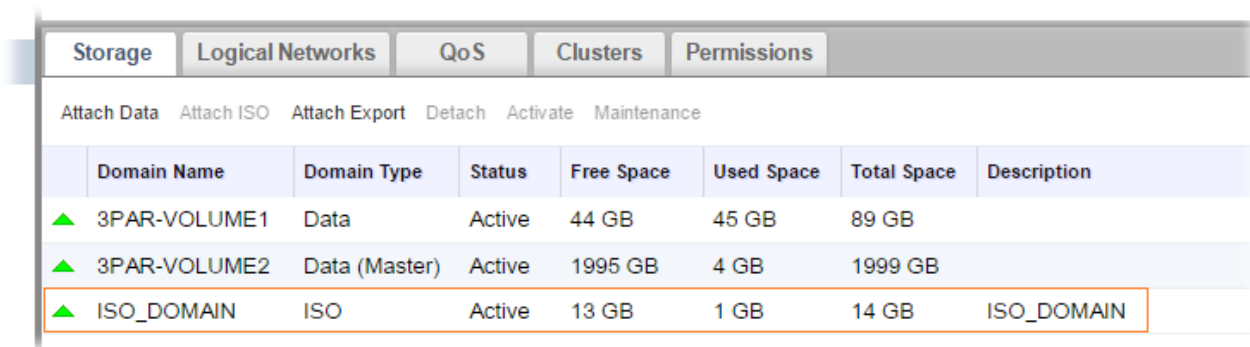 Storage Logical Networks QoS Clusters Permissions
Attach Data Attach ISO Attach Export Detach Activate Maintenance
Domain Name Domain Type Status Free Space Used Space Total Space Description
3PAR-VOLUME1 Data Active 44 GB 45 GB 89 GB
3PAR-VOLUME2 Data (Master) Active 1995 GB 4 GB 1999 GB
ISO_DOMAIN ISO Active 13 GB 1 GB 14 GB ISO_DOMAIN